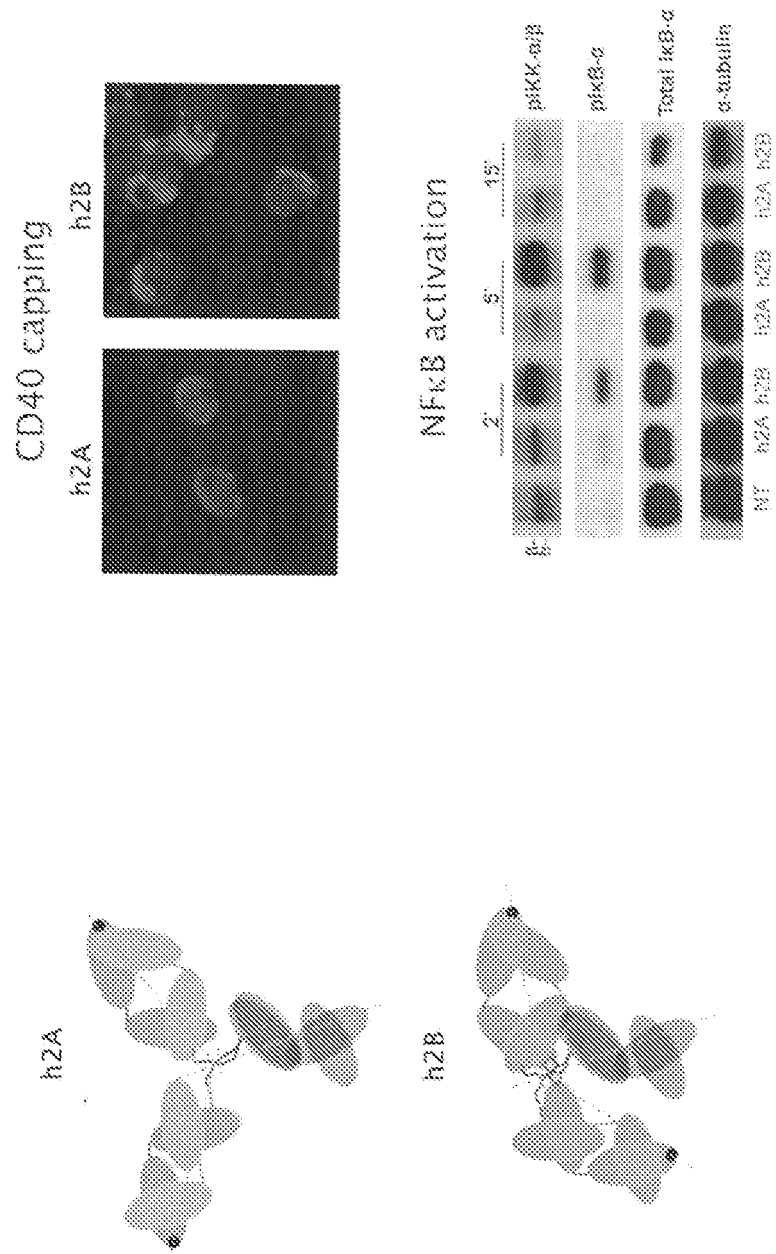 h2A
h2B
CD40 capping
h2A h2B
NFκB activation
2' 5' 15'
pIKK-α/β
pIκB-α
Total IκB-α
α-tubulin
NT h2A h2B h2A h2B h2A h2B